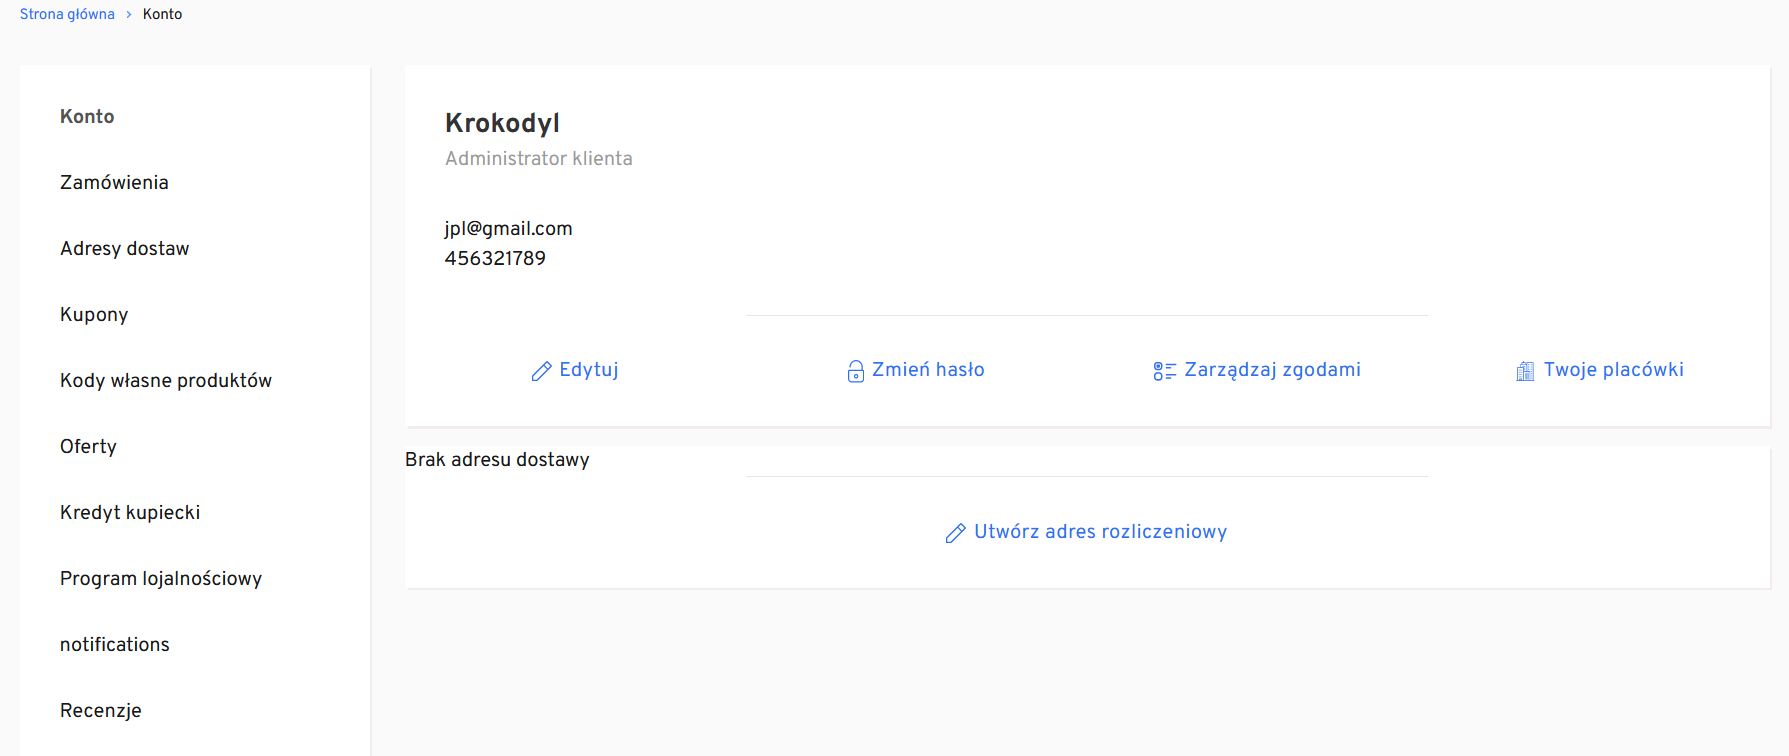 Strona główna > Konto
Konto
Zamówienia
Adresy dostaw
Kupony
Kody własne produktów
Oferty
Kredyt kupiecki
Program lojalnościowy
notifications
Recenzje
Krokodyl
Administrator klienta
jpl@gmail.com
456321789
Edytuj
Zmień hasło
Zarządzaj zgodami
Twoje placówki
Brak adresu dostawy
Utwórz adres rozliczeniowy